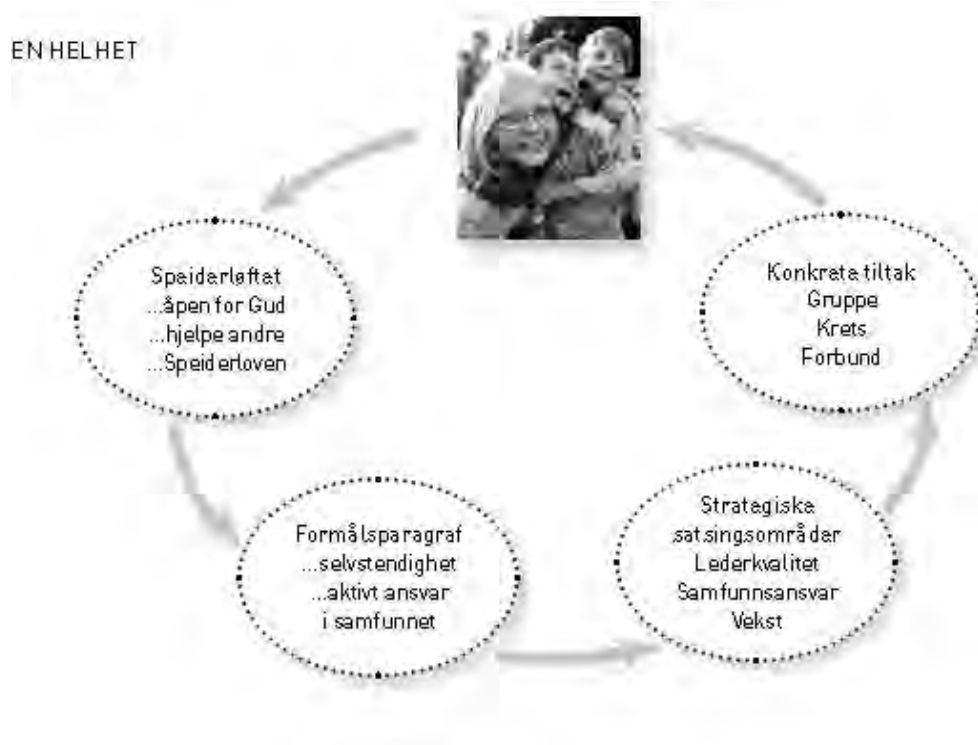 EN HELHET
Speiderløftet
...åpen for Gud
...hjelpe andre
...Speiderloven
Formålsparagraf
...selvstendighet
...aktivt ansvar
i samfunnet
Strategiske
satsingsområder
Lederkvalitet
Samfunnsansvar
Vekst
Konkrete tiltak
Gruppe
Krets
Forbund